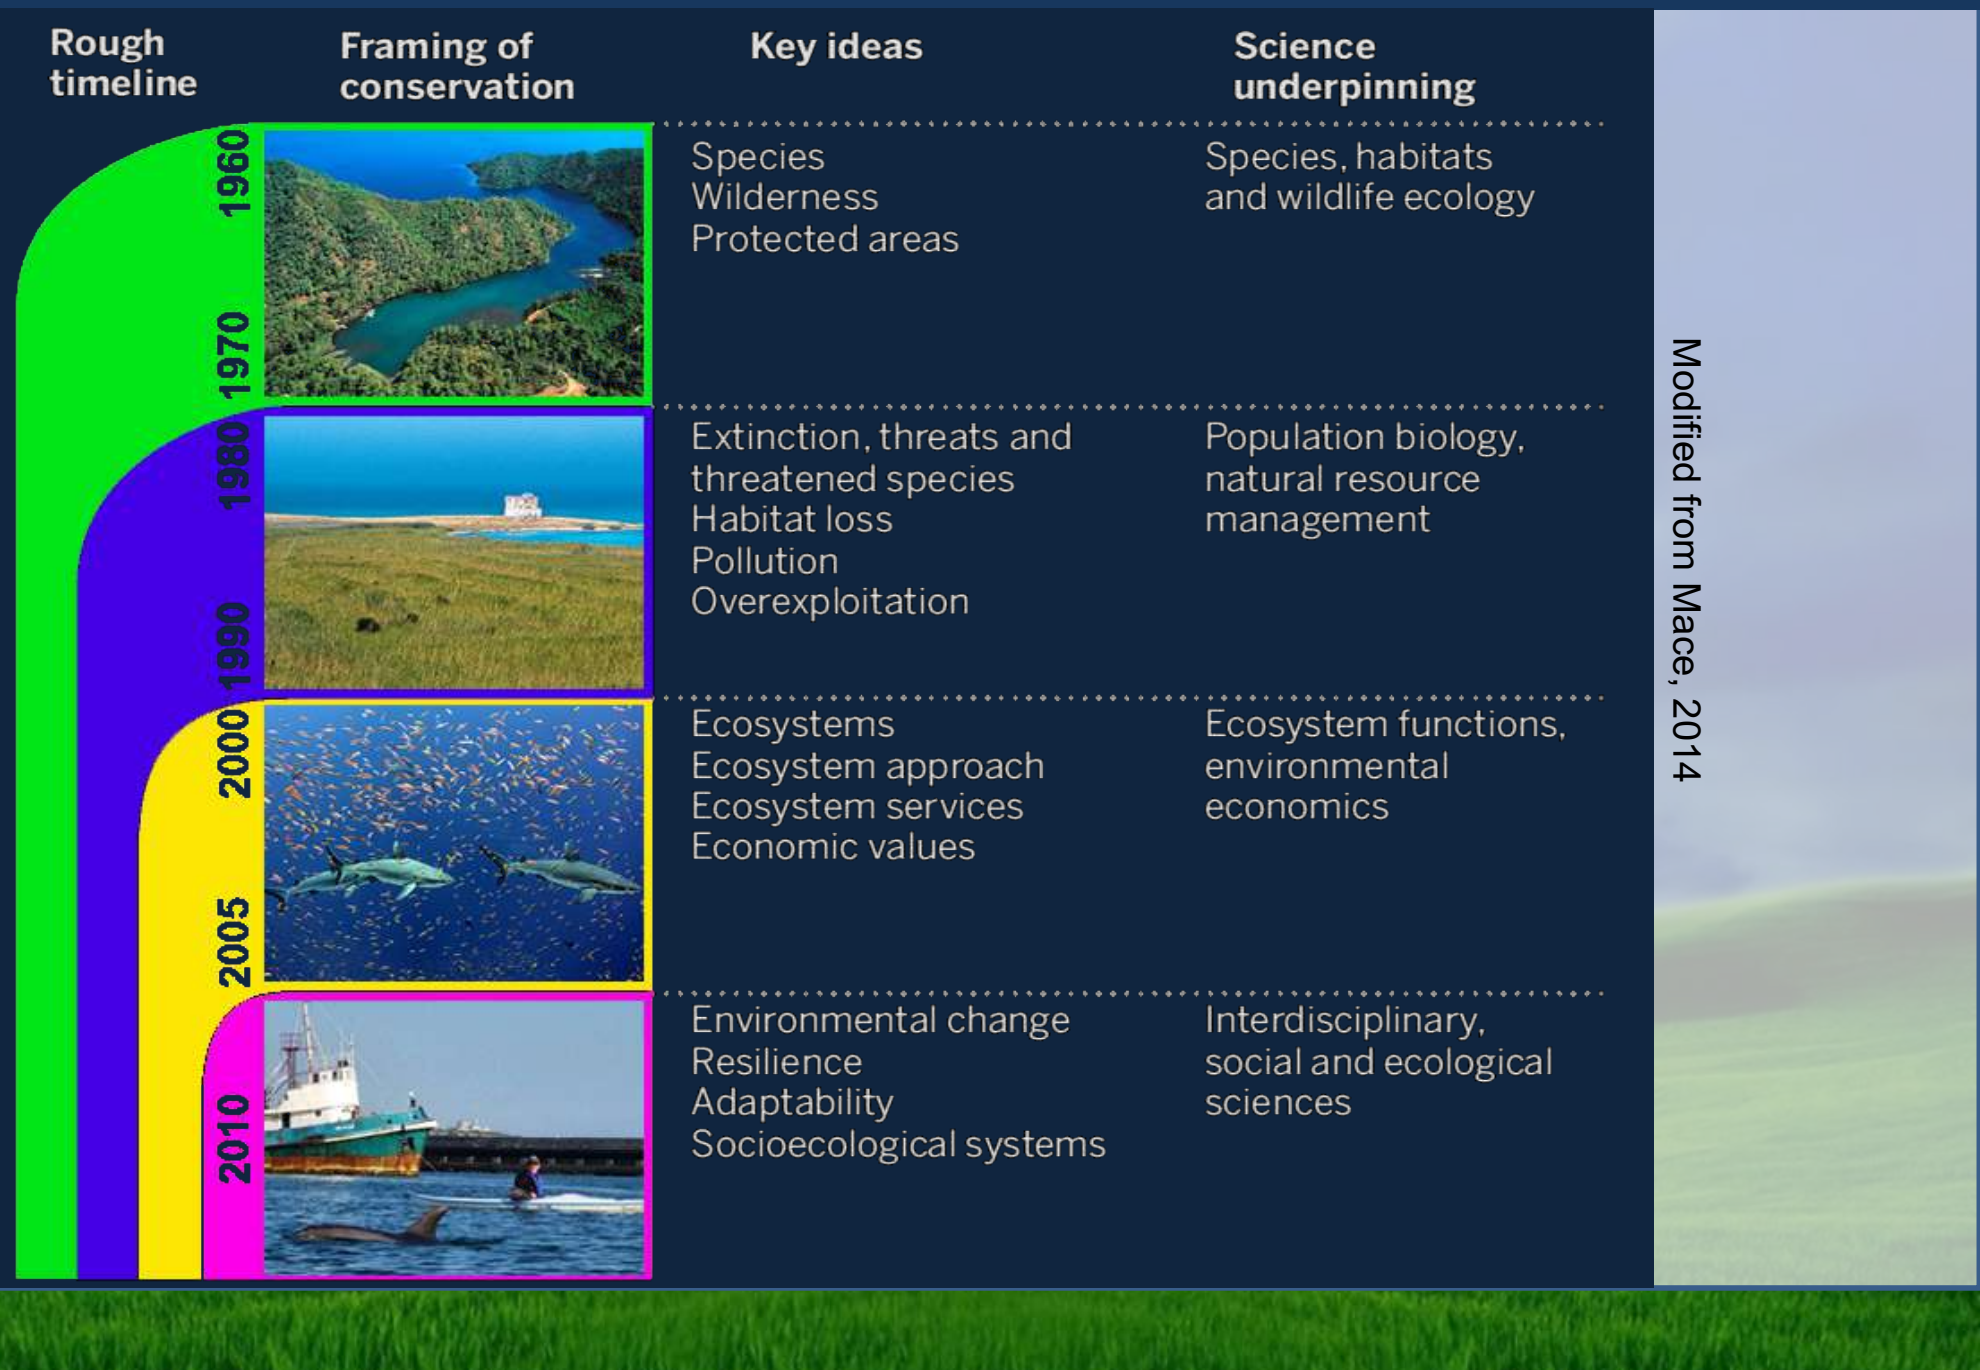 Rough
timeline
Framing of
conservation
Key ideas
Science
underpinning
1960
1970
Species
Wilderness
Protected areas
Species, habitats
and wildlife ecology
1980
1990
Extinction, threats and
threatened species
Habitat loss
Pollution
Overexploitation
Population biology,
natural resource
management
2000
2005
Ecosystems
Ecosystem approach
Ecosystem services
Economic values
Ecosystem functions,
environmental
economics
2010
Environmental change
Resilience
Adaptability
Socioecological systems
Interdisciplinary,
social and ecological
sciences
Modified from Mace, 2014